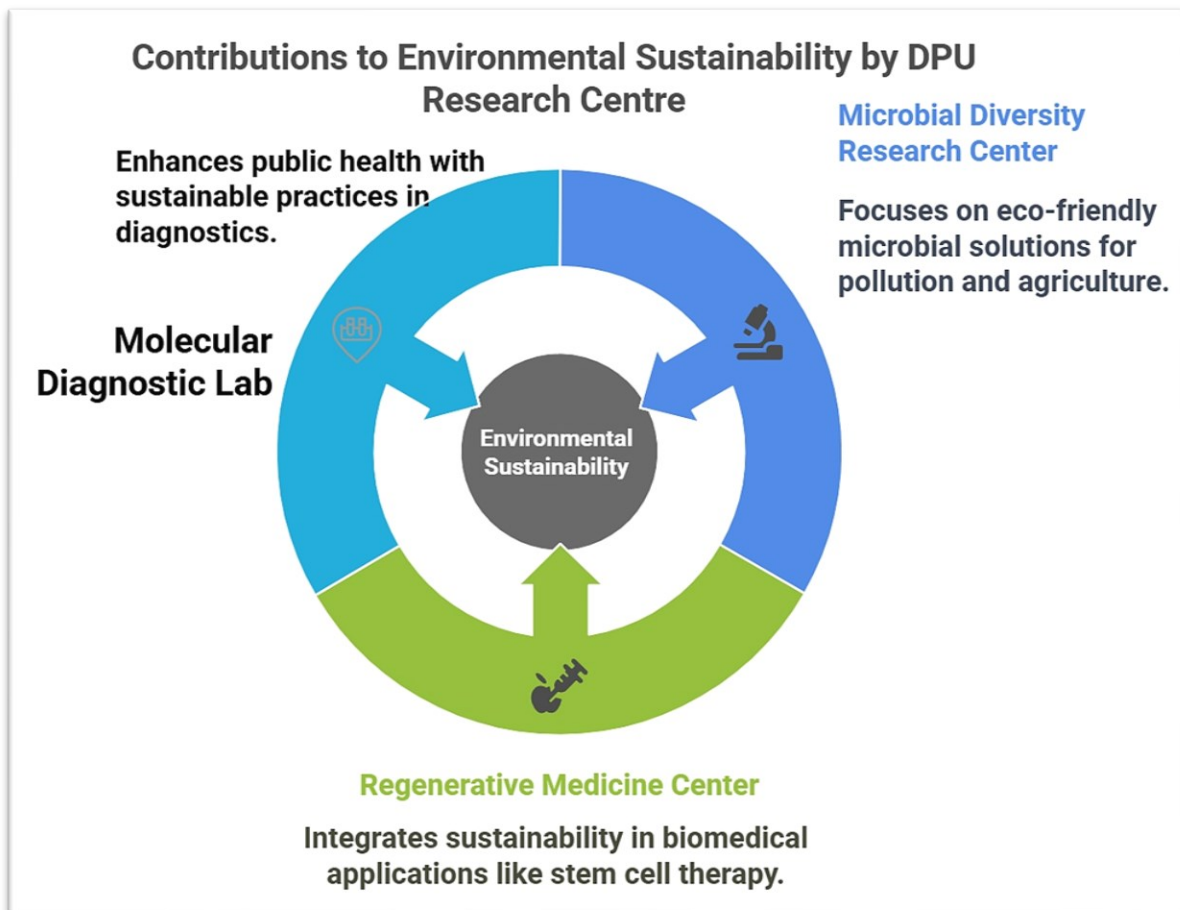 Contributions to Environmental Sustainability by DPU
Research Centre
Microbial Diversity
Research Center
Focuses on eco-friendly
microbial solutions for
pollution and agriculture.
Enhances public health with
sustainable practices in
diagnostics.
Molecular
Diagnostic Lab
Environmental
Sustainability
Regenerative Medicine Center
Integrates sustainability in biomedical
applications like stem cell therapy.